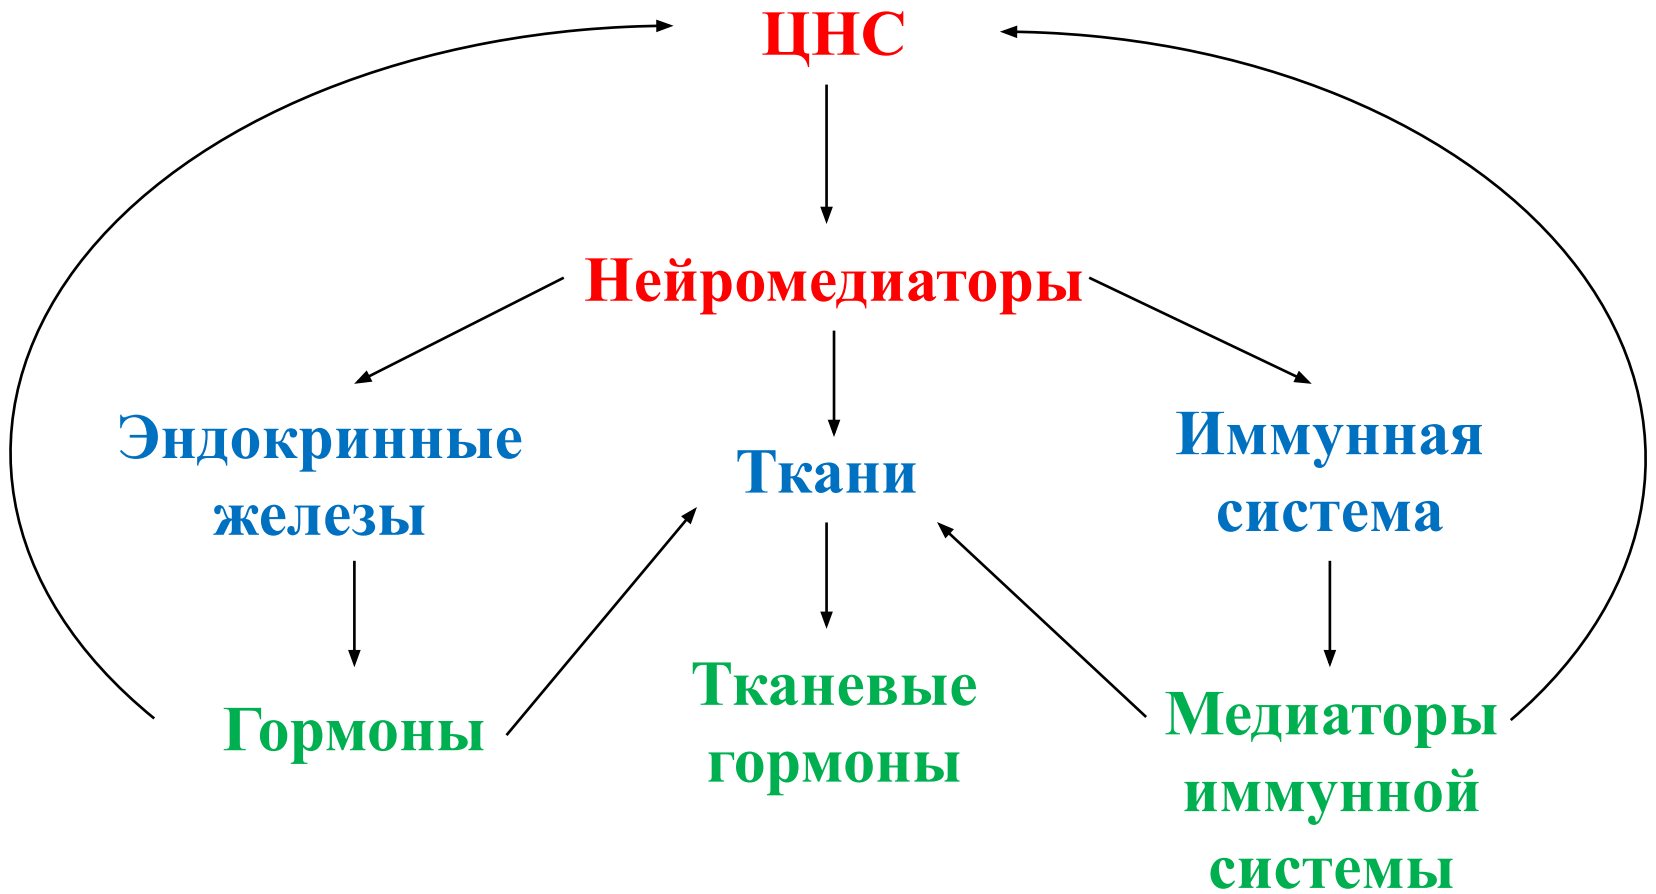 ЦНС
Нейромедиаторы
Эндокринные
железы
Ткани
Иммунная
система
Гормоны
Тканевые
гормоны
Медиаторы
иммунной
системы